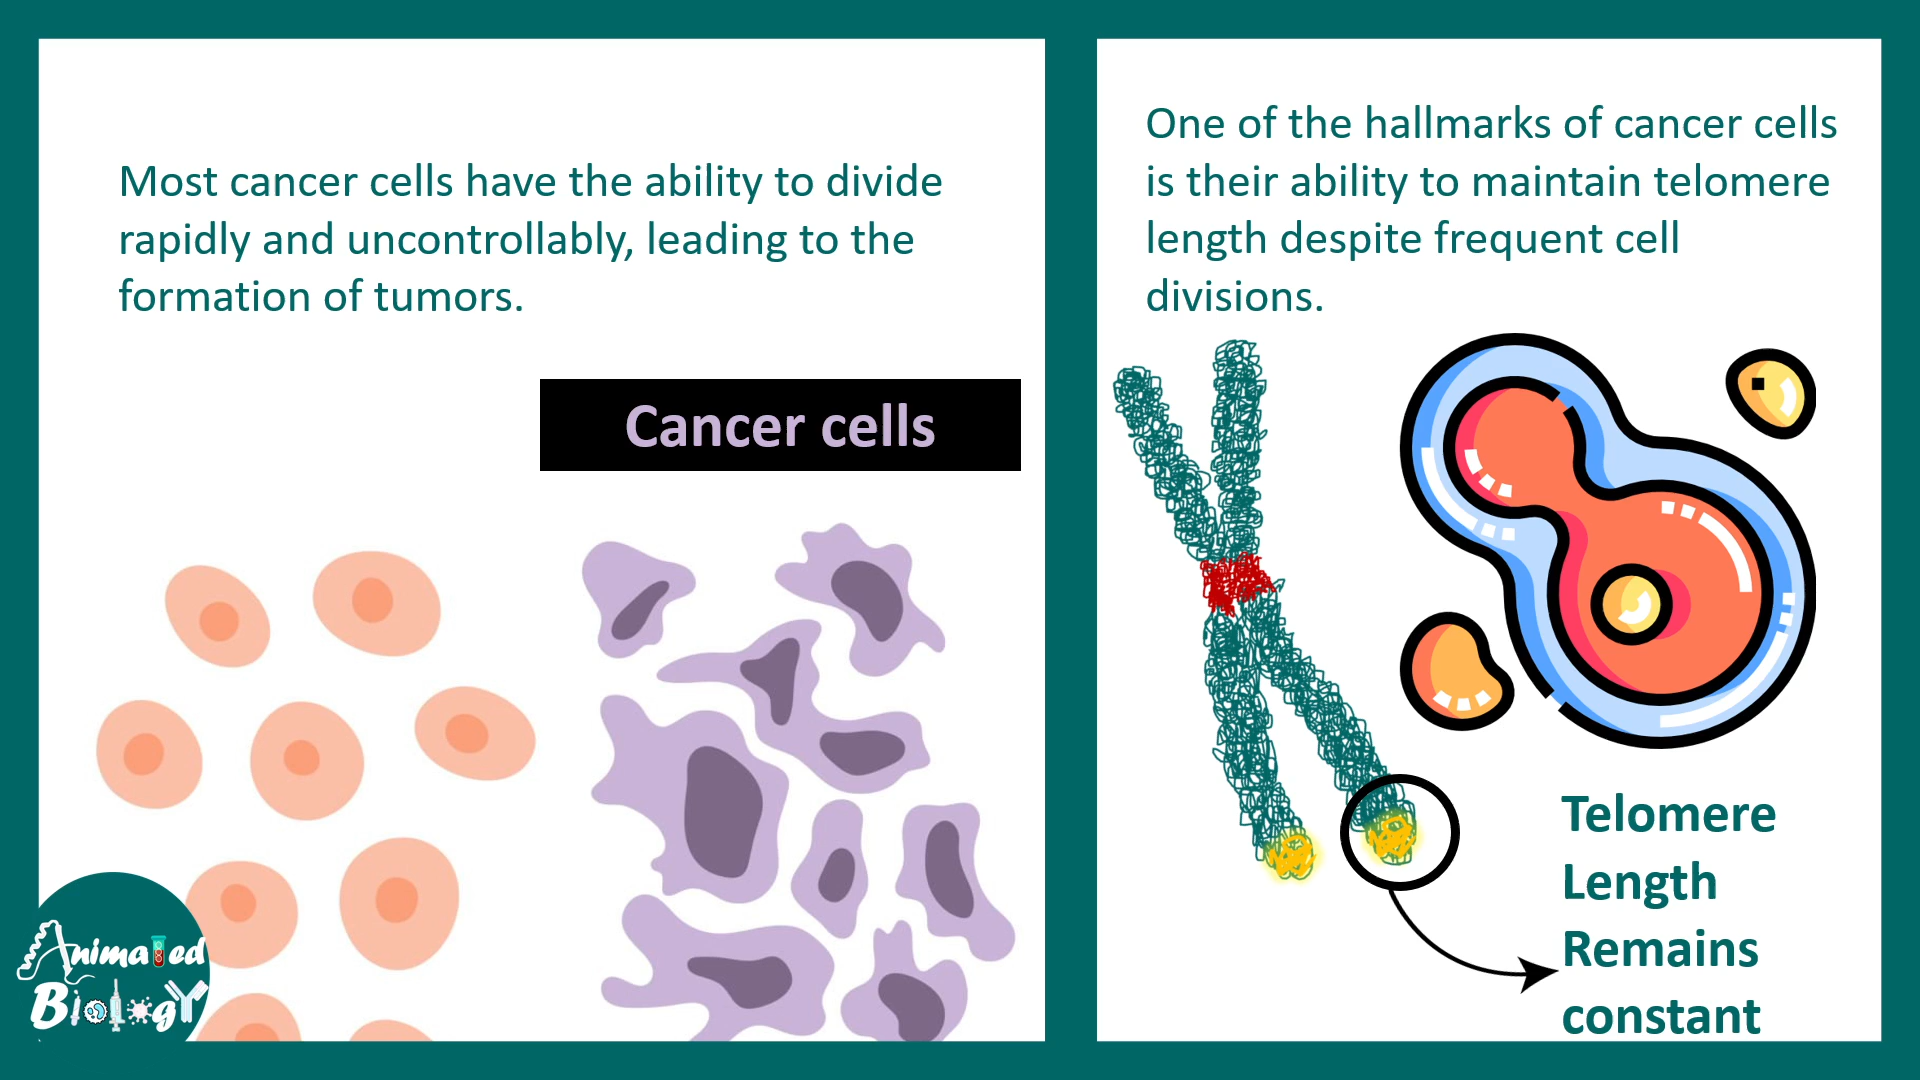 Most cancer cells have the ability to divide
rapidly and uncontrollably, leading to the
formation of tumors.
Cancer cells
One of the hallmarks of cancer cells
is their ability to maintain telomere
length despite frequent cell
divisions.
Telomere
Length
Remains
constant
Animated
Biology